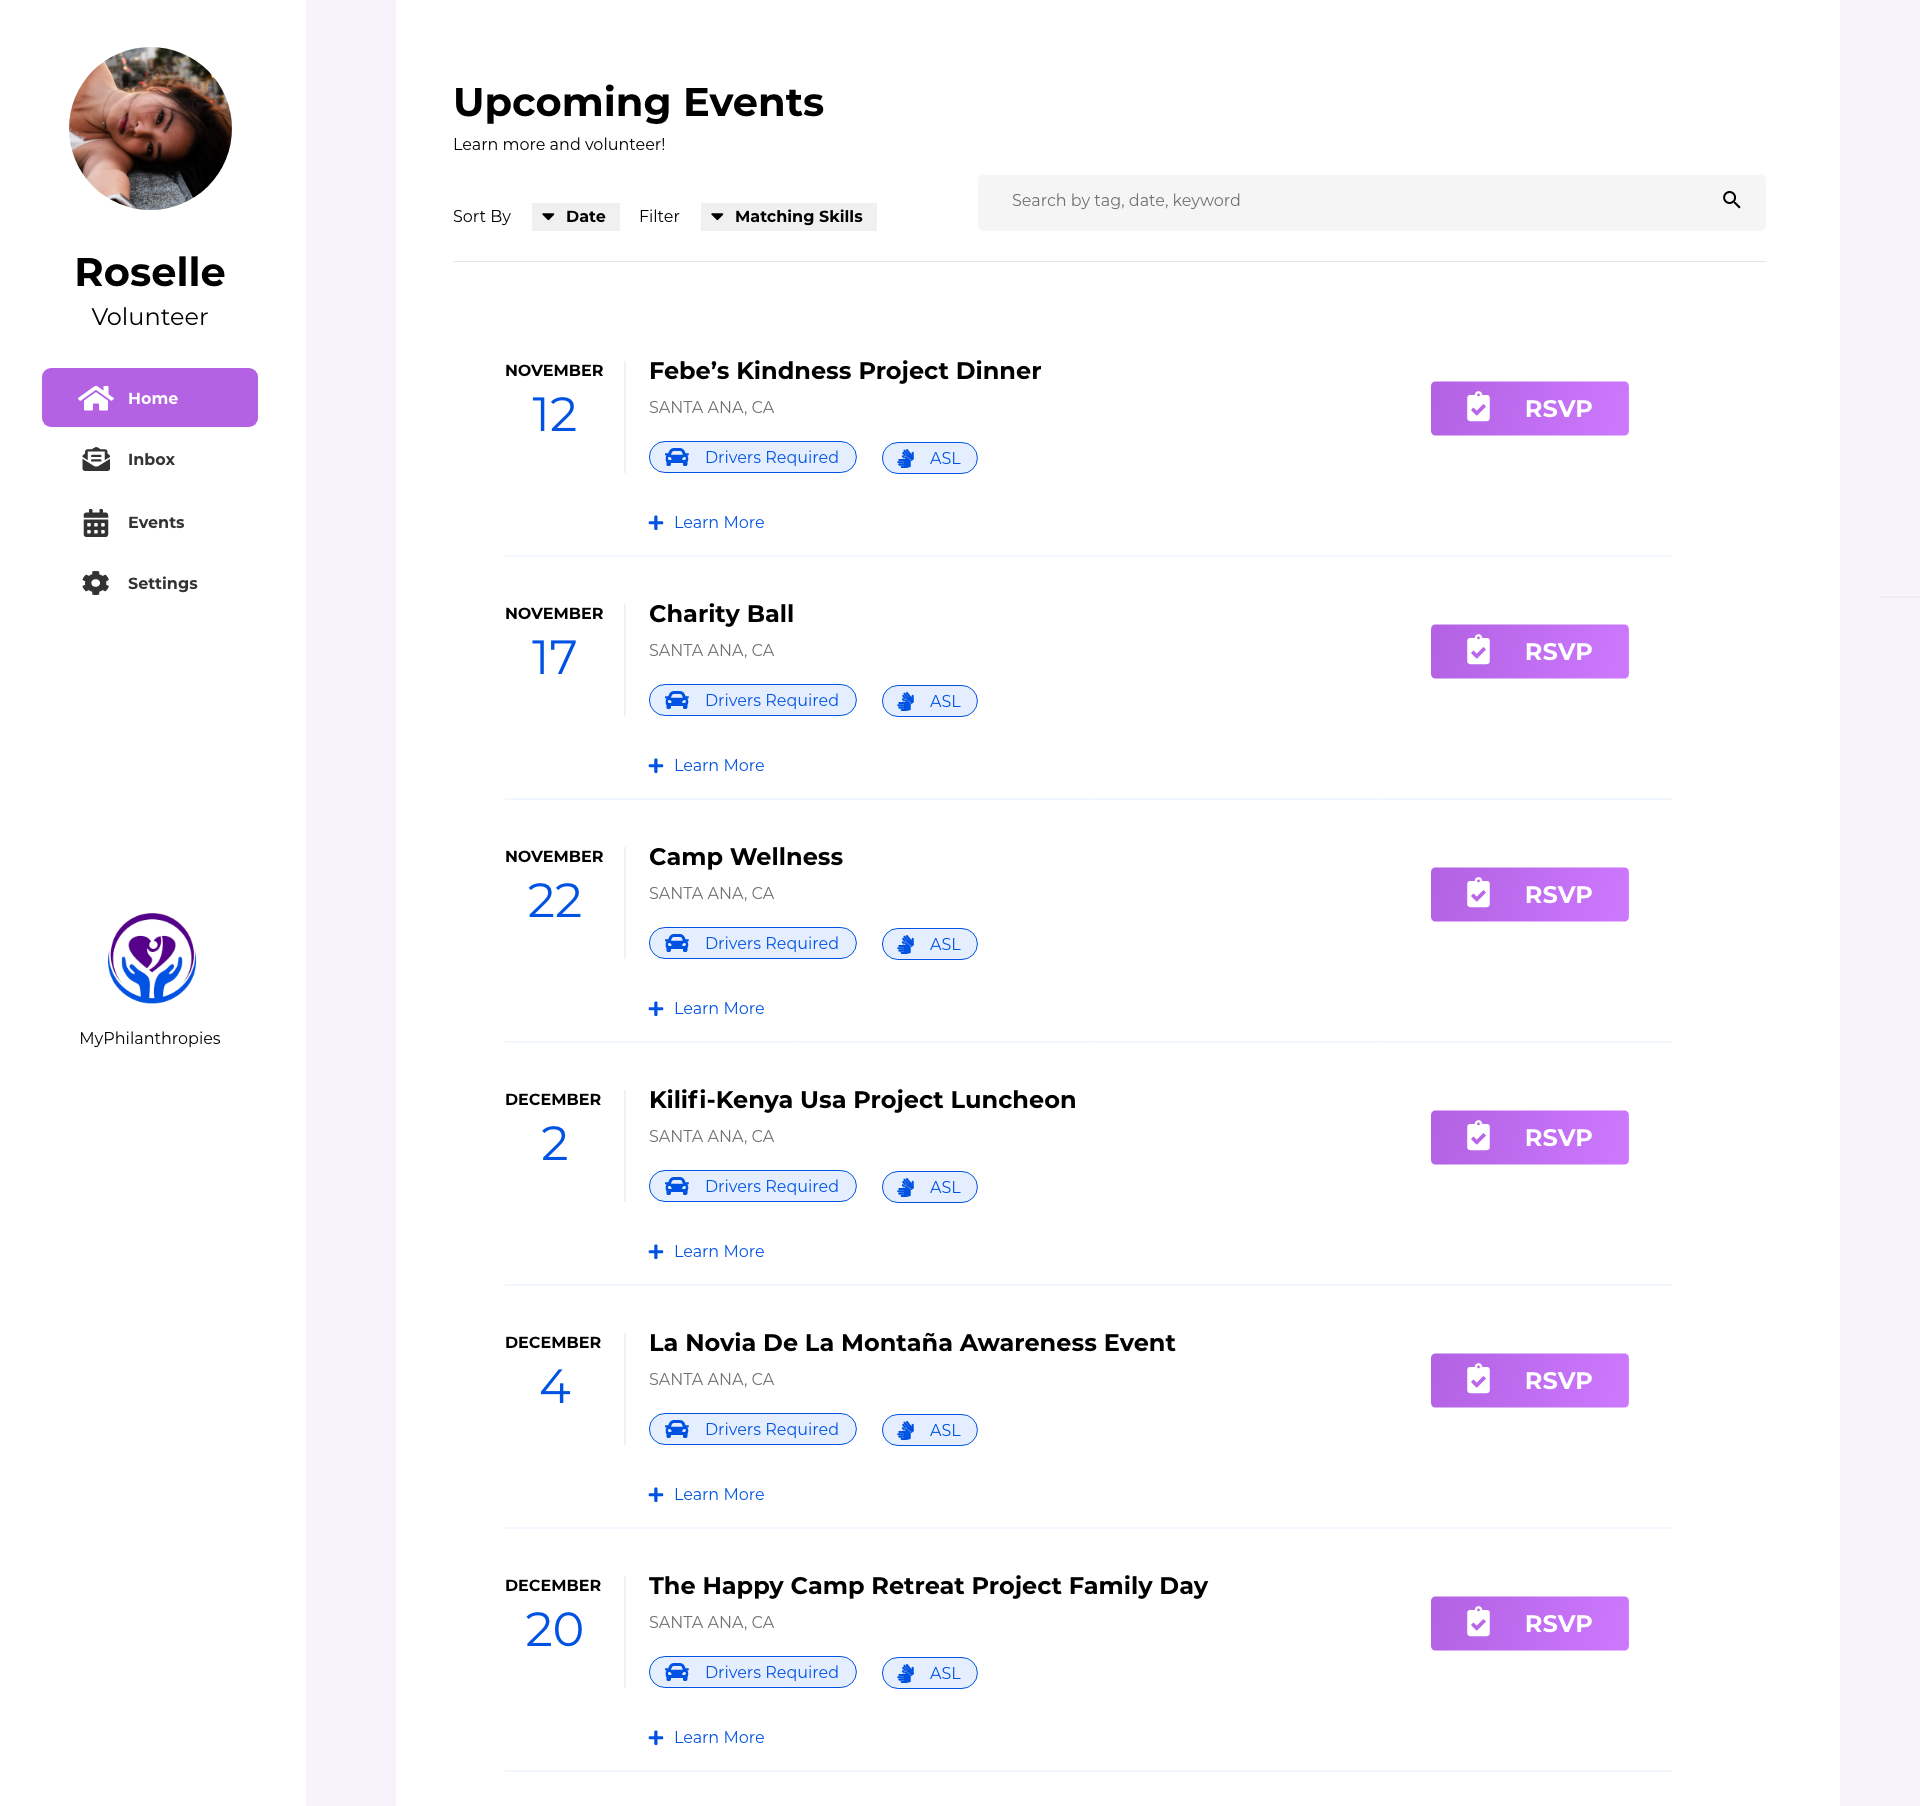 Roselle
Volunteer
Home
Inbox
Events
Settings
MyPhilanthropies
Upcoming Events
Learn more and volunteer!
Sort By Date Filter Matching Skills
Search by tag, date, keyword
NOVEMBER
12
Febe’s Kindness Project Dinner
SANTA ANA, CA
Drivers Required ASL
Learn More
RSVP
NOVEMBER
17
Charity Ball
SANTA ANA, CA
Drivers Required ASL
Learn More
RSVP
NOVEMBER
22
Camp Wellness
SANTA ANA, CA
Drivers Required ASL
Learn More
RSVP
DECEMBER
2
Kilifi-Kenya Usa Project Luncheon
SANTA ANA, CA
Drivers Required ASL
Learn More
RSVP
DECEMBER
4
La Novia De La Montaña Awareness Event
SANTA ANA, CA
Drivers Required ASL
Learn More
RSVP
DECEMBER
20
The Happy Camp Retreat Project Family Day
SANTA ANA, CA
Drivers Required ASL
Learn More
RSVP